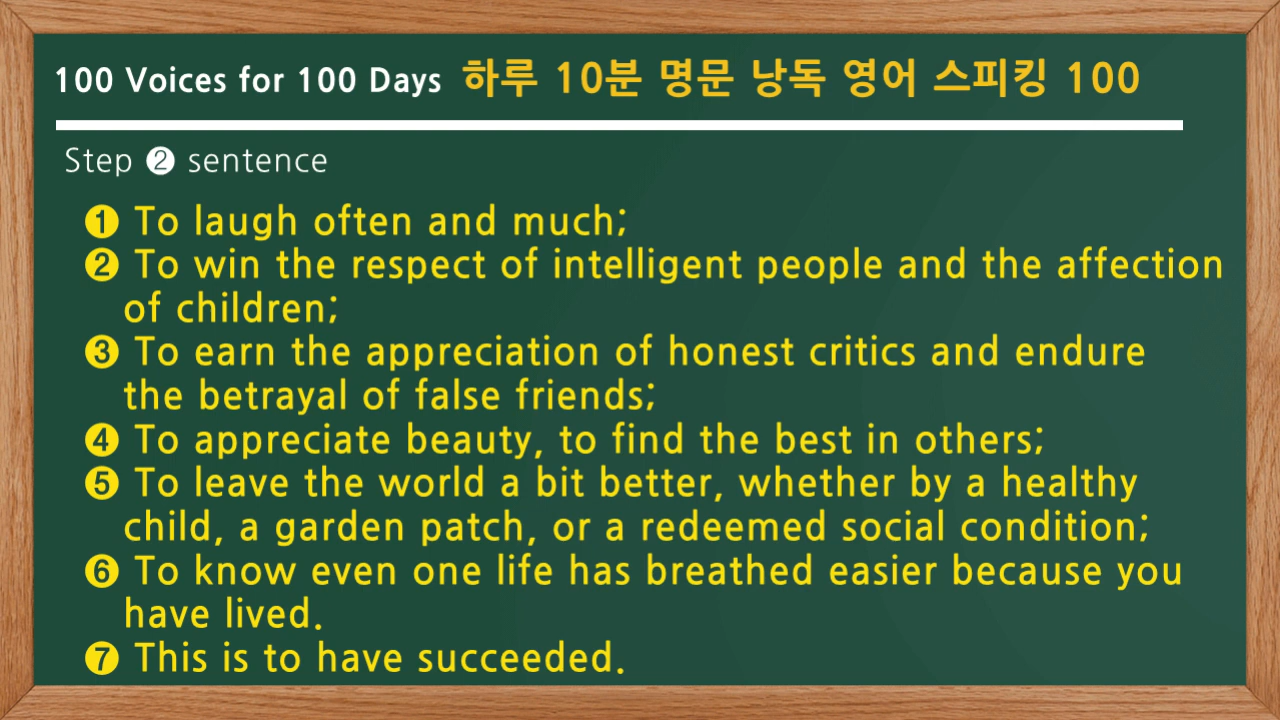 100 Voices for 100 Days 하루 10분 명문 낭독 영어 스피킹 100
Step ❷ sentence
❶ To laugh often and much;
❷ To win the respect of intelligent people and the affection
of children;
❸ To earn the appreciation of honest critics and endure
the betrayal of false friends;
❹ To appreciate beauty, to find the best in others;
❺ To leave the world a bit better, whether by a healthy
child, a garden patch, or a redeemed social condition;
❻ To know even one life has breathed easier because you
have lived.
❼ This is to have succeeded.